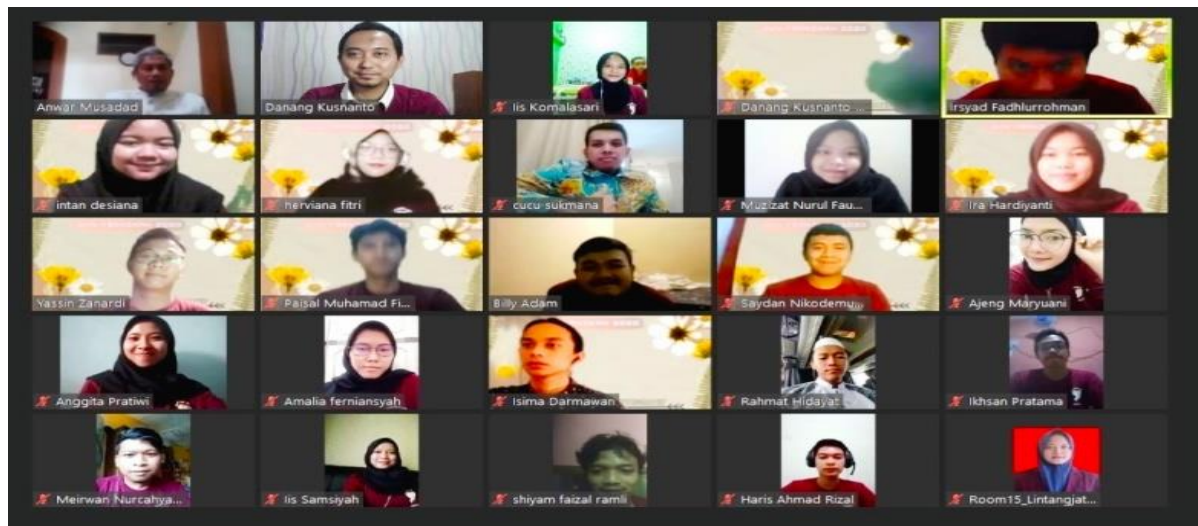 Anwar Musadad
Danang Kusnanto
Iis Komalasari
Danang Kusnanto ...
Irsyad Fadhlurrohman
intan desiana
herviana fitri
cucu sukmana
Muzizat Nurul Fau...
Ira Hardiyanti
Yassin Zanardi
Paisal Muhamad Fi...
Billy Adam
Saydan Nikodemu...
Ajeng Maryuani
Anggita Pratiwi
Amalia ferniansyah
Isima Darmawan
Rahmat Hidayat
Ikhsan Pratama
Meirwan Nurcahya...
Iis Samsiyah
shiyam faizal ramli
Haris Ahmad Rizal
Room15_Lintangjat...